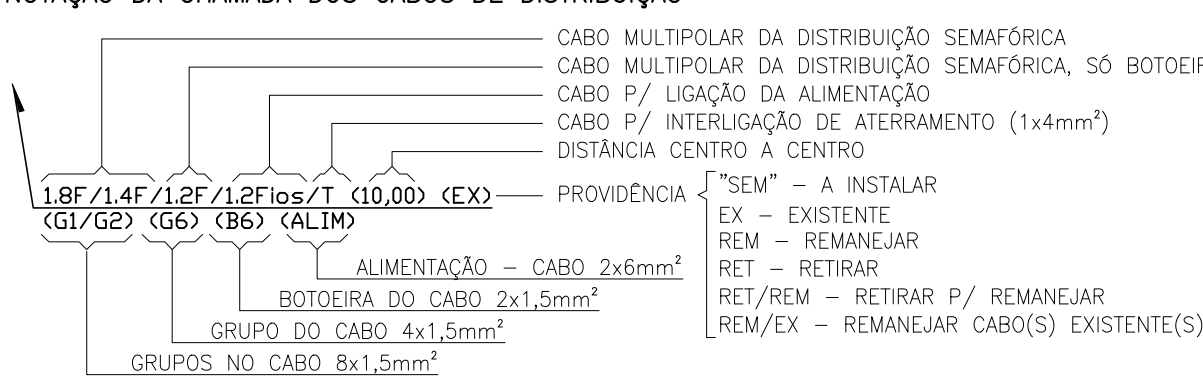 CABO MULTIPOLAR DA DISTRIBUIÇÃO SEMAFÓRICA
CABO MULTIPOLAR DA DISTRIBUIÇÃO SEMAFÓRICA, SÓ
CABO P/ LIGAÇÃO DA ALIMENTAÇÃO
CABO P/ INTERLIGAÇÃO DE ATERRAMENTO (1x4mm²)
DISTÂNCIA CENTRO A CENTRO
1.8F/1.4F/1.2F/1.2Fios/T (10,00) (EX)
PROVIDÊNCIA
"SEM" – A INSTALAR
EX – EXISTENTE
REM – REMANEJAR
RET – RETIRAR
RET/REM – RETIRAR P/ REMANEJAR
REM/EX – REMANEJAR CABO(S) EXISTENTE(S)
(G1/G2) (G6) (B6) (ALIM)
ALIMENTAÇÃO – CABO 2x6mm²
BOTOEIRA DO CABO 2x1,5mm²
GRUPO DO CABO 4x1,5mm²
GRUPOS NO CABO 8x1,5mm²